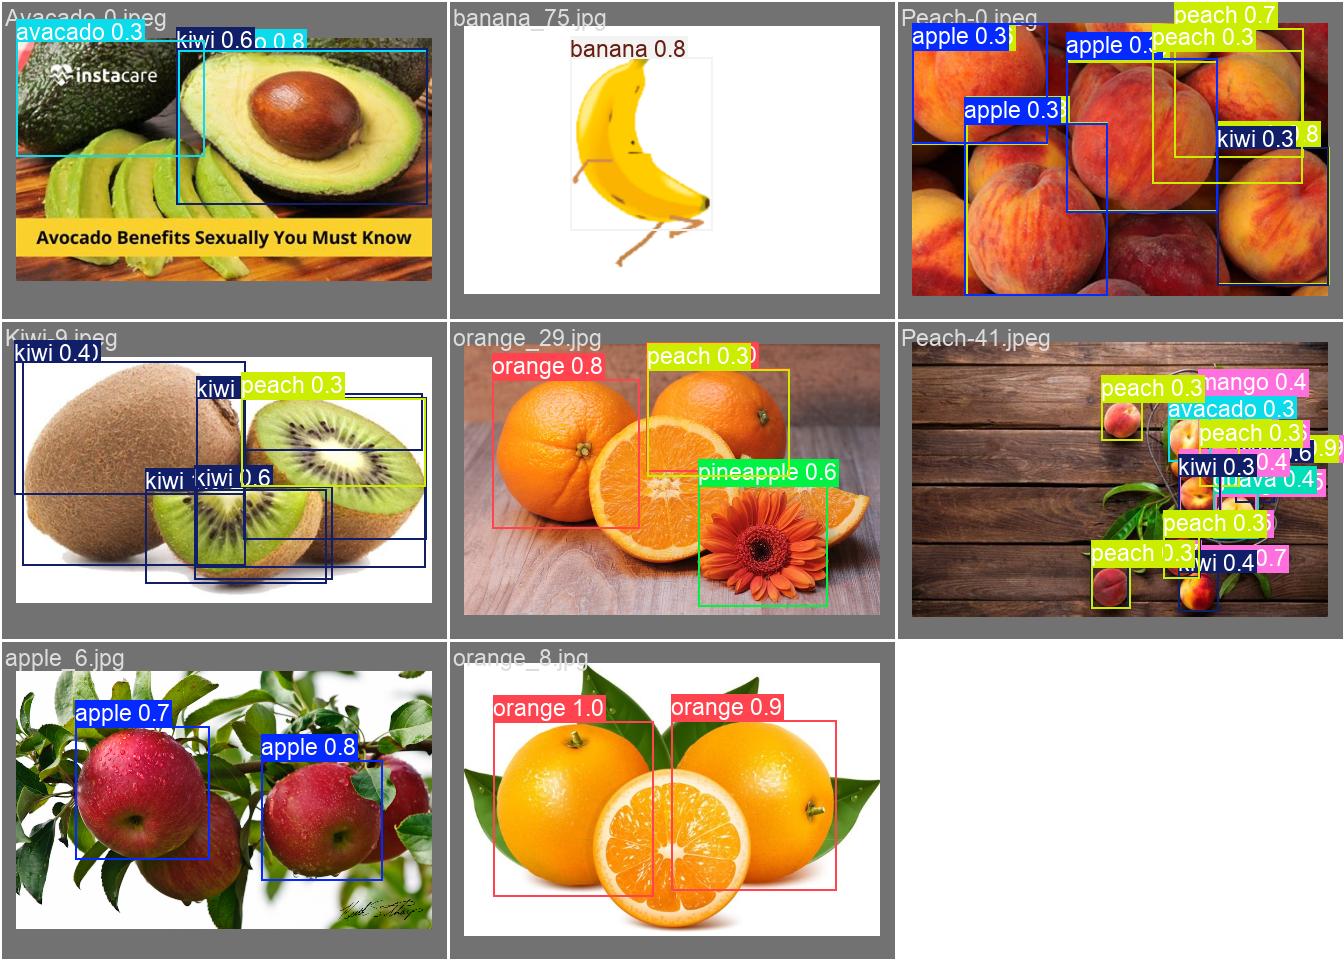 Avacado-0.jpeg
avacado 0.3
kiwi 0.6
o 0.8
instacare
Avocado Benefits Sexually You Must Know
banana_75.jpg
banana 0.8
Peach-0.jpeg
peach 0.7
apple 0.3
apple 0.3
peach 0.3
apple 0.3
kiwi 0.3
8
Kiwi-9.jpeg
kiwi 0.4
kiwi
peach 0.3
kiwi
kiwi 0.6
orange_29.jpg
orange 0.8
peach 0.3
pineapple 0.6
Peach-41.jpeg
peach 0.3
mango 0.4
avacado 0.3
peach 0.3
.9
.6
kiwi 0.3
0.4
guava 0.4
peach 0.3
peach 0.3
kiwi 0.4
0.7
apple_6.jpg
apple 0.7
apple 0.8
orange_8.jpg
orange 1.0
orange 0.9